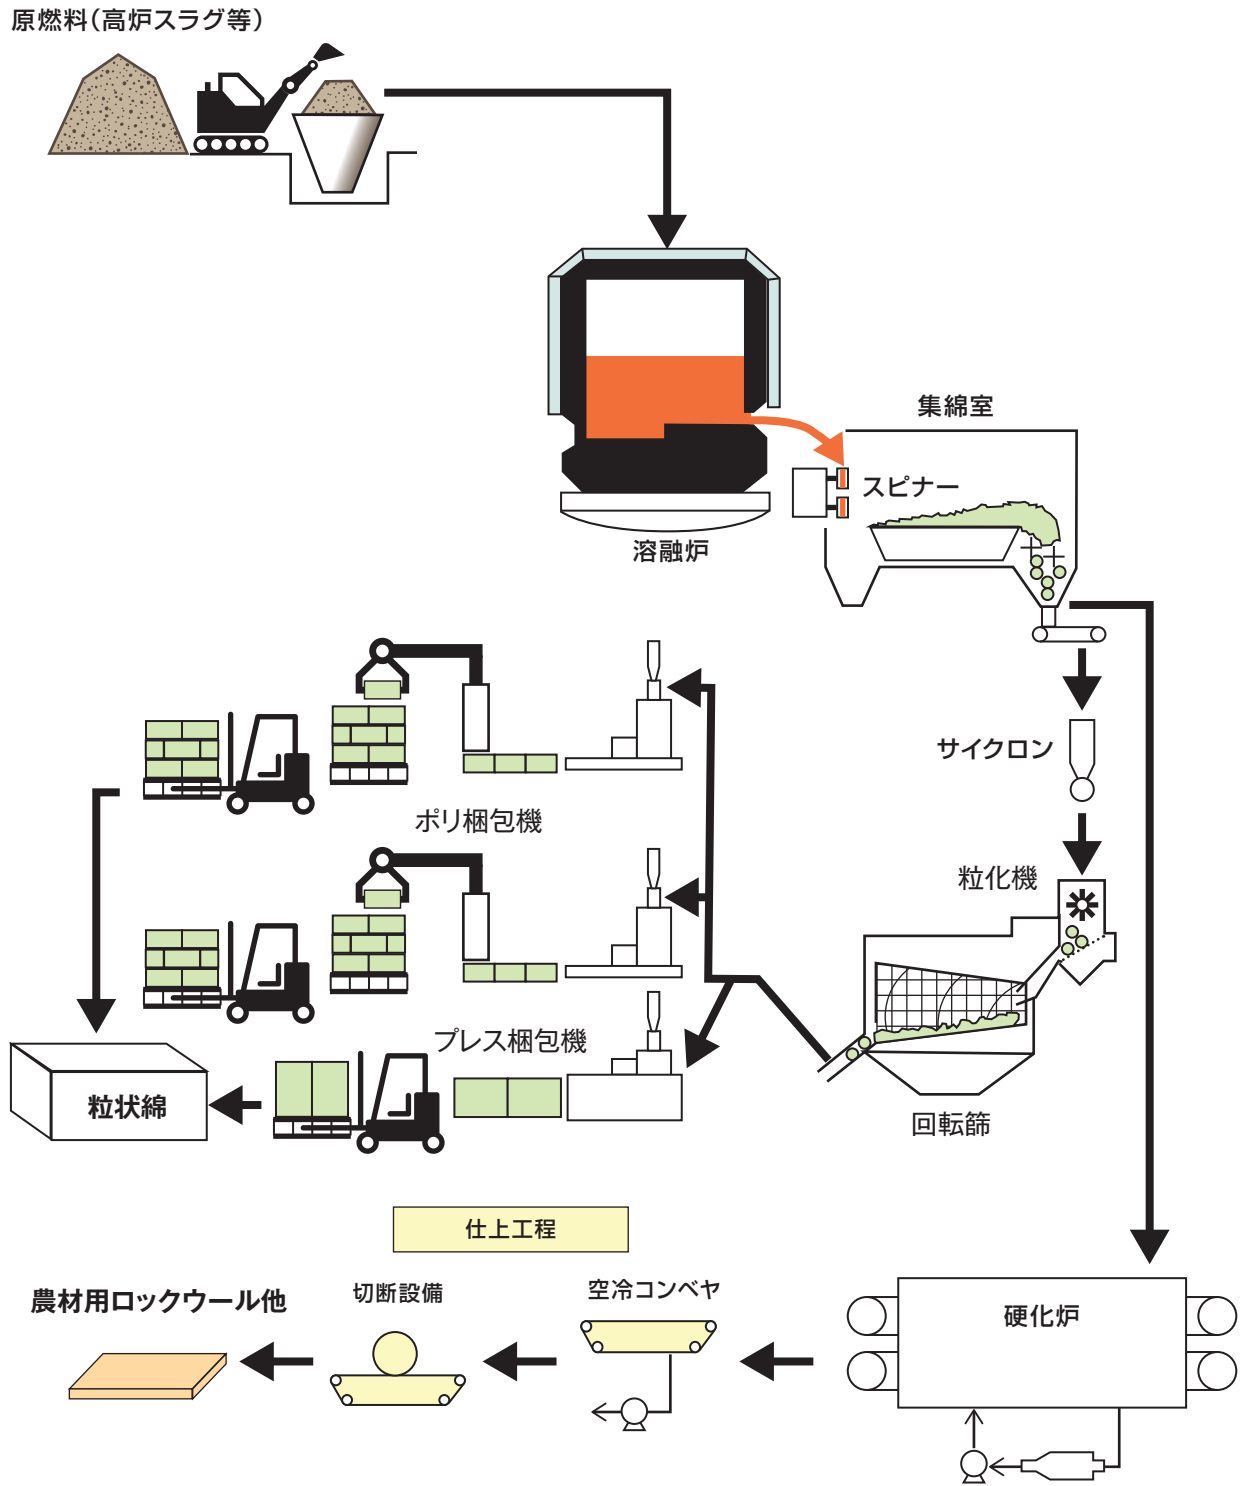 原燃料(高炉スラグ等)
集綿室
スピナー
溶融炉
サイクロン
ポリ梱包機
粒化機
プレス梱包機
粒状綿
回転篩
仕上工程
農材用ロックウール他
切断設備
空冷コンベヤ
硬化炉